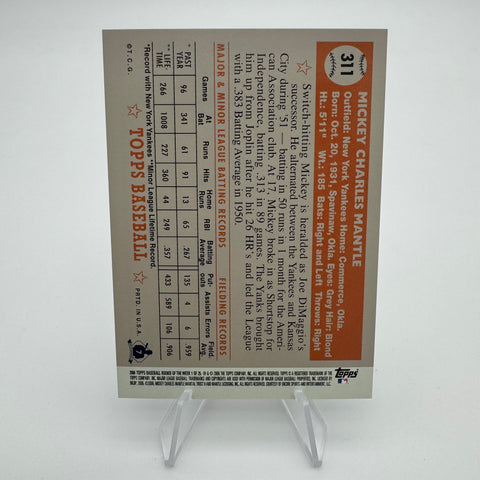 311
MICKEY CHARLES MANTLE
Outfield: New York Yankees Home: Commerce, Okla.
Born: Oct. 20, 1931, Spavinaw, Okla. Eyes: Grey Hair: Blond
Ht.: 5'11" Wt: 185 Bats: Right and Left Throws: Right
Switch-hitting Mickey is heralded as Joe DiMaggio's
successor. He alternated between the Yankees and Kansas
City during '51 — batting in 50 runs in 1 month for the Ameri-
can Association club. At 17, Mickey broke in as Shortstop for
Independence, batting .313 in 89 games. The Yanks brought
him up from Joplin after he hit 26 HR's and led the League
with a .383 Batting Average in 1950.
MAJOR & MINOR LEAGUE BATTING RECORDS FIELDING RECORDS
Games At Bat Runs Hits Home Runs RBI Batting Average Put-outs Assists Errors Field. Avg.
PAST YEAR 96 341 61 91 13 65 .267 125 4 6 .959
LIFE TIME 266 1008 227 360 44 249 .357 433 589 106 .906
*Record with New York Yankees *Minor League Lifetime Record.
©T.C.G. TOPPS BASEBALL PRTD. IN U.S.A.
7
topps